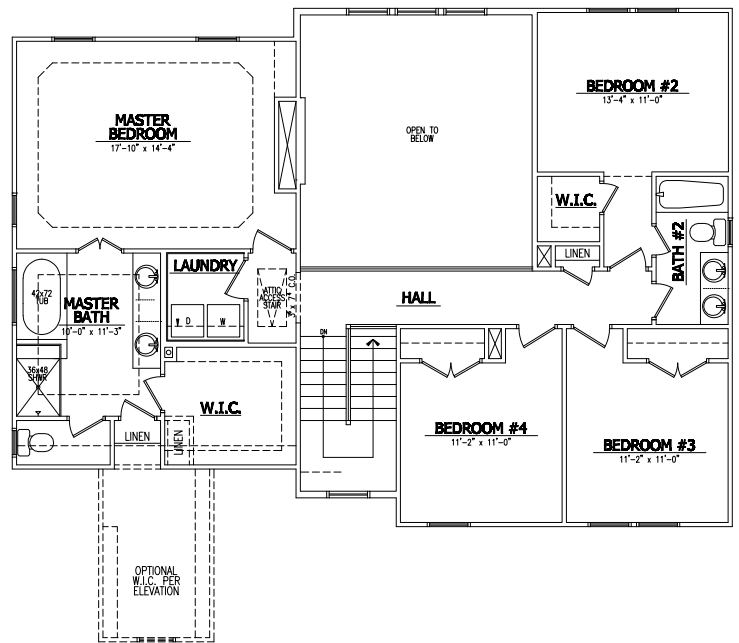 MASTER
BEDROOM
17'-10" x 14'-4"
OPEN TO
BELOW
BEDROOM #2
13'-4" x 11'-0"
W.I.C.
LINEN
BATH #2
LAUNDRY
D
W
ATTIC
ACCESS
STAIR
3' x 7' C.O.
HALL
42x72
TUB
MASTER
BATH
10'-0" x 11'-3"
36x48
SHWR
DN
W.I.C.
LINEN
LINEN
BEDROOM #4
11'-2" x 11'-0"
BEDROOM #3
11'-2" x 11'-0"
OPTIONAL
W.I.C. PER
ELEVATION